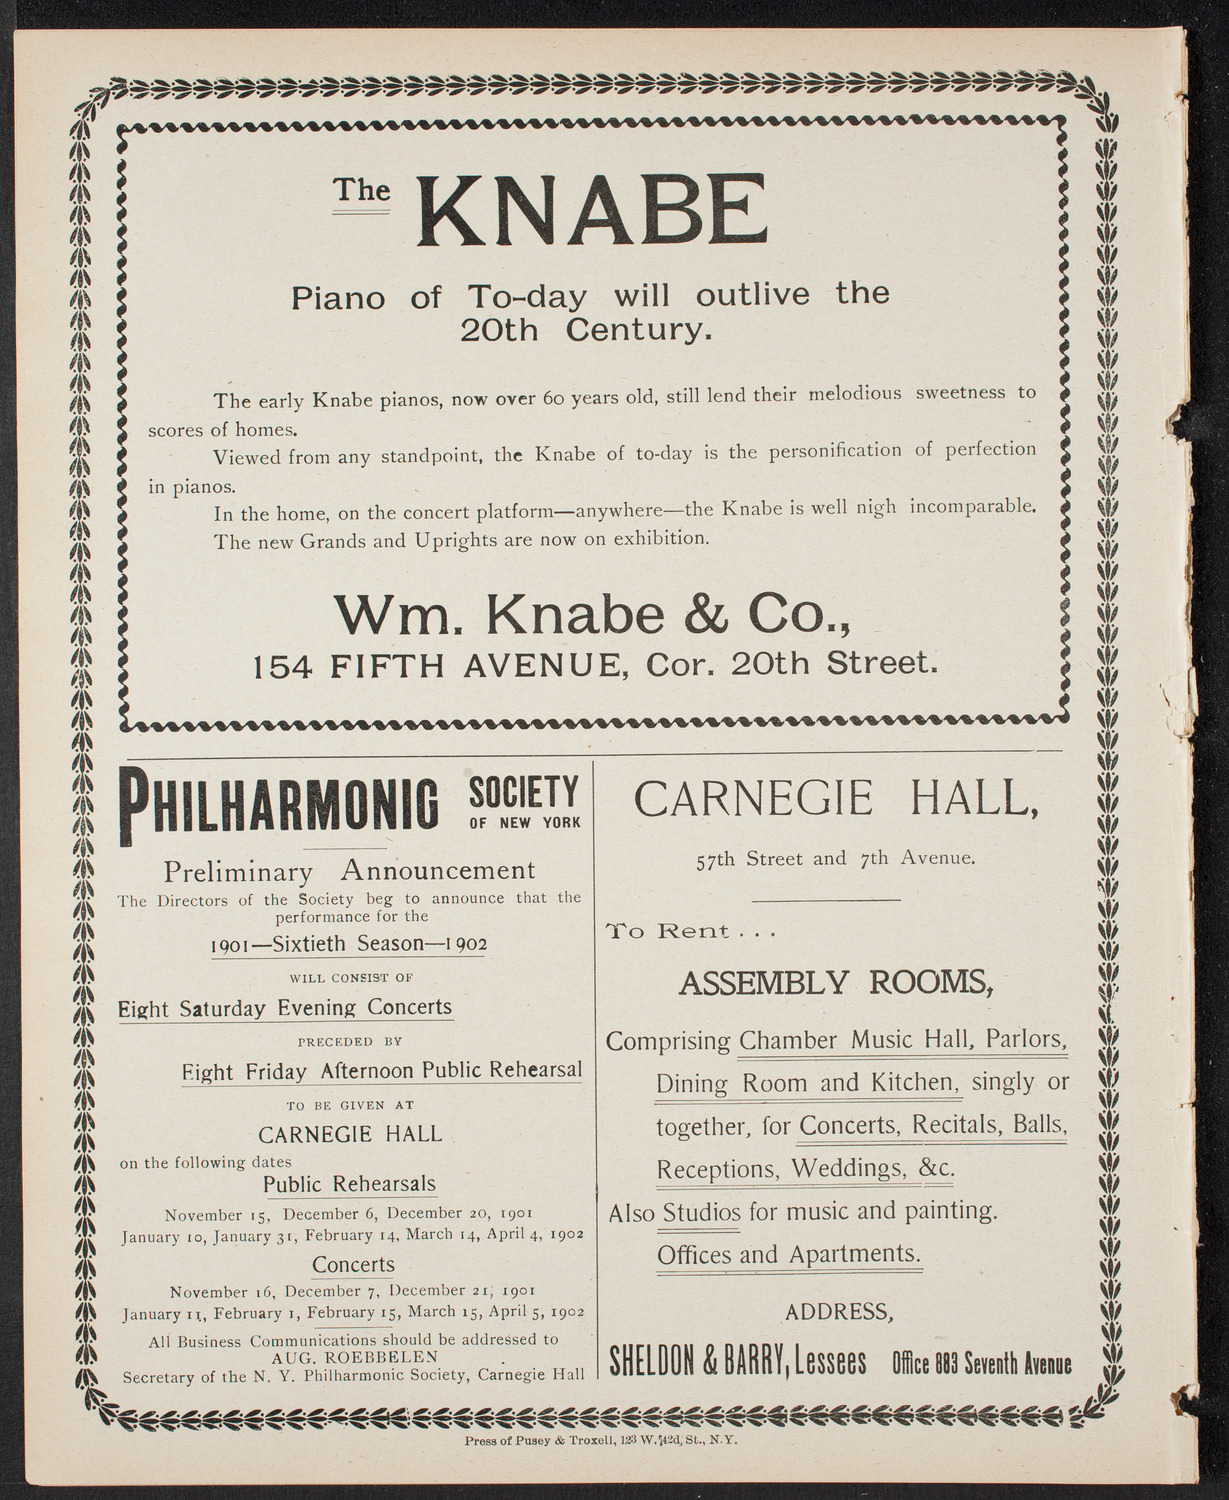 The KNABE
Piano of To-day will outlive the
20th Century.
The early Knabe pianos, now over 60 years old, still lend their melodious sweetness to
scores of homes.
Viewed from any standpoint, the Knabe of to-day is the personification of perfection
in pianos.
In the home, on the concert platform—anywhere—the Knabe is well nigh incomparable.
The new Grands and Uprights are now on exhibition.
Wm. Knabe & Co.,
154 FIFTH AVENUE, Cor. 20th Street.
PHILHARMONIC SOCIETY
OF NEW YORK
Preliminary Announcement
The Directors of the Society beg to announce that the
performance for the
1901—Sixtieth Season—1902
WILL CONSIST OF
Eight Saturday Evening Concerts
PRECEDED BY
Eight Friday Afternoon Public Rehearsal
TO BE GIVEN AT
CARNEGIE HALL
on the following dates
Public Rehearsals
November 15, December 6, December 20, 1901
January 10, January 31, February 14, March 14, April 4, 1902
Concerts
November 16, December 7, December 21, 1901
January 11, February 1, February 15, March 15, April 5, 1902
All Business Communications should be addressed to
AUG. ROEBBELEN
Secretary of the N. Y. Philharmonic Society, Carnegie Hall
CARNEGIE HALL,
57th Street and 7th Avenue.
To Rent . . .
ASSEMBLY ROOMS,
Comprising Chamber Music Hall, Parlors,
Dining Room and Kitchen, singly or
together, for Concerts, Recitals, Balls,
Receptions, Weddings, &c.
Also Studios for music and painting.
Offices and Apartments.
ADDRESS,
SHELDON & BARRY, Lessees Office 883 Seventh Avenue
Press of Pusey & Troxell, 123 W. 42d, St., N.Y.